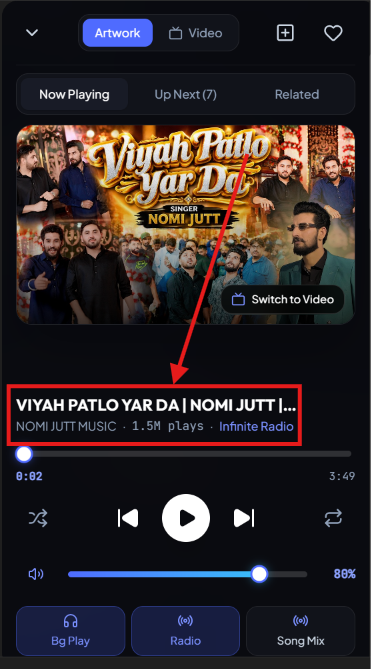 Artwork
Video
Now Playing
Up Next (7)
Related
Viyah Patlo
Yar Da
SINGER
NOMI JUTT
Switch to Video
VIYAH PATLO YAR DA | NOMI JUTT |...
NOMI JUTT MUSIC · 1.5M plays · Infinite Radio
0:02
3:49
80%
Bg Play
Radio
Song Mix